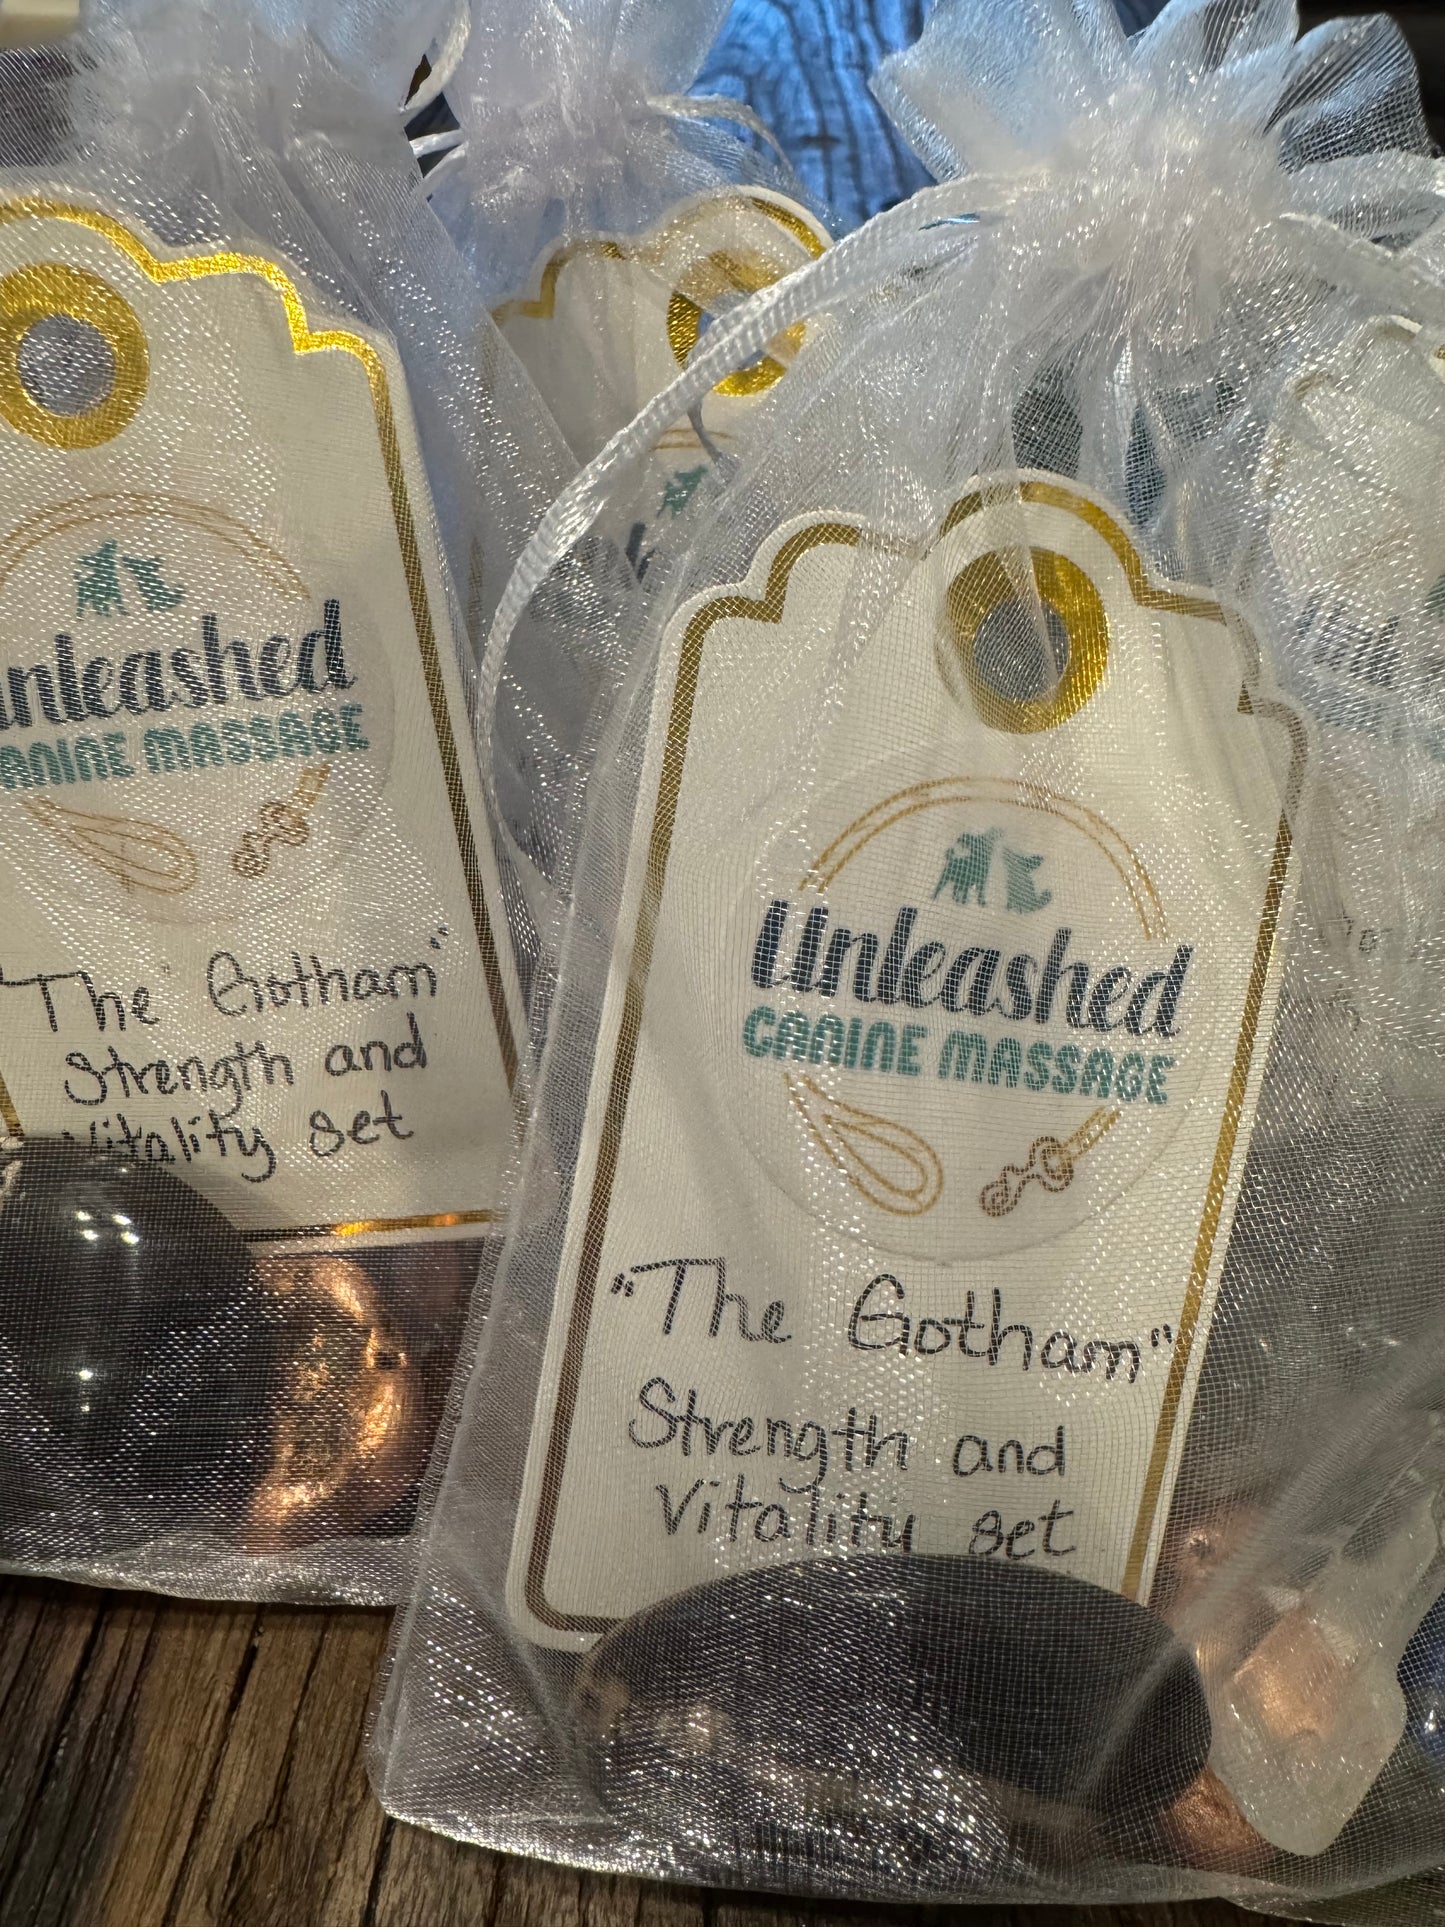 Unleashed
CANINE MASSAGE
"The Gotham"
Strength and
Vitality set
Unleashed
CANINE MASSAGE
"The Gotham"
Strength and
Vitality set